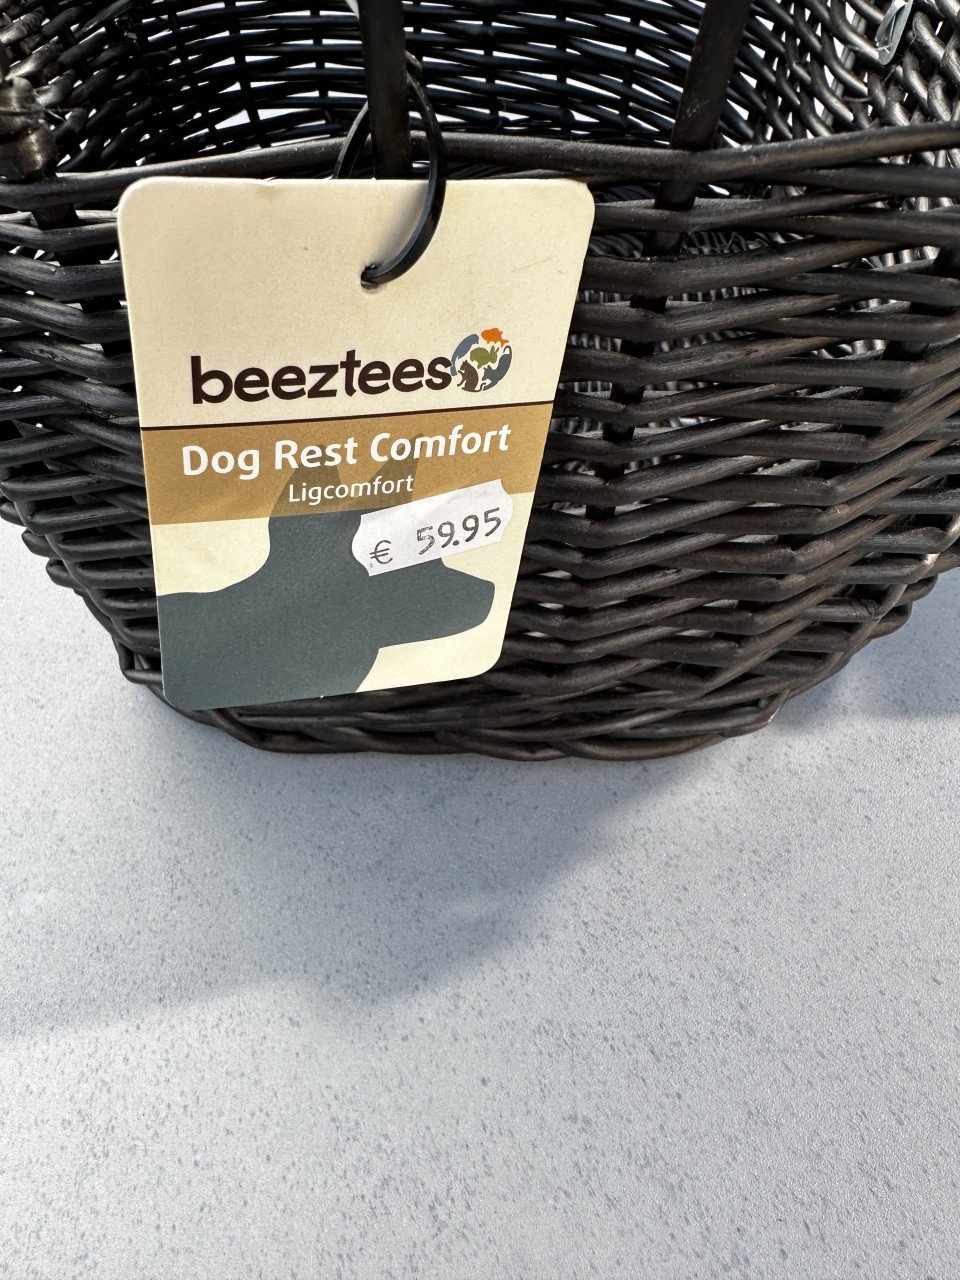 beeztees
Dog Rest Comfort
Ligcomfort
€ 59.95